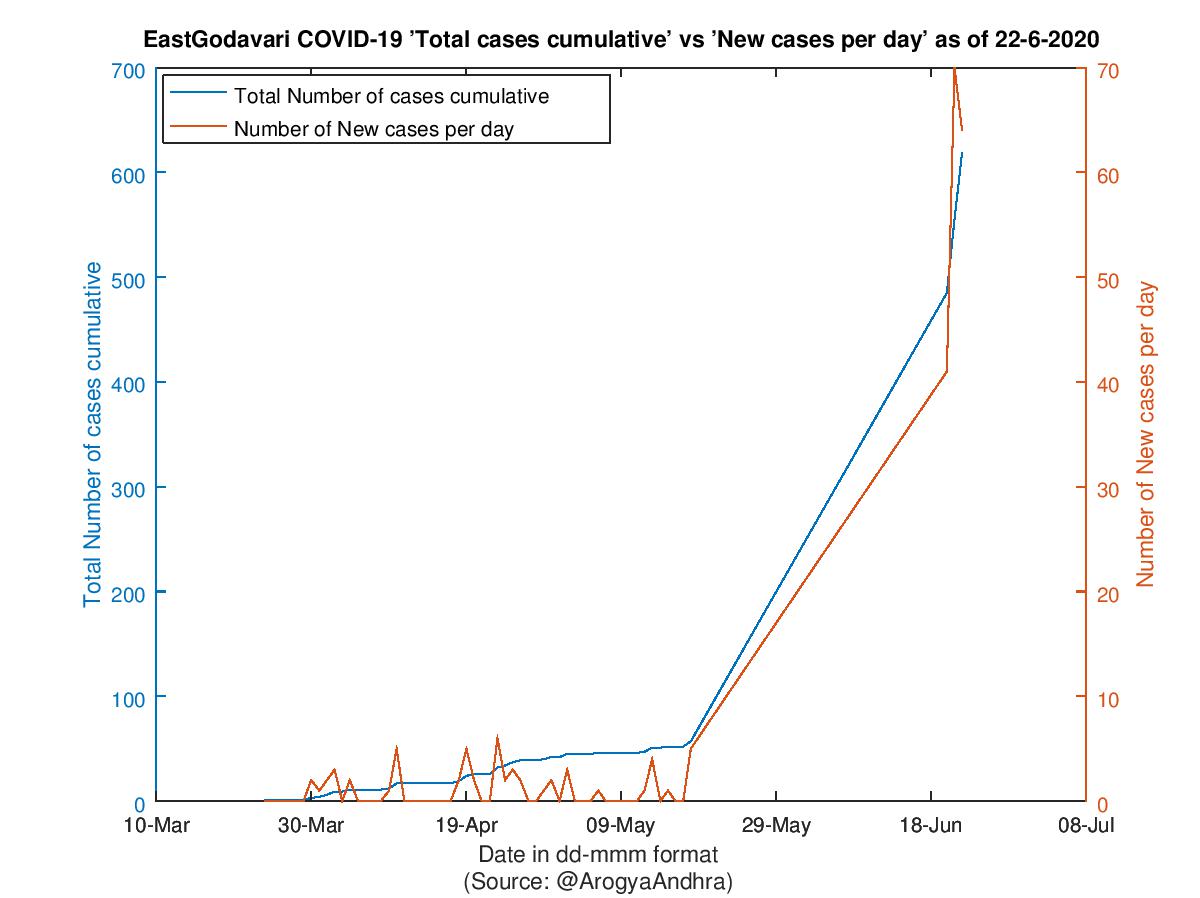 EastGodavari COVID-19 ’Total cases cumulative’ vs ’New cases per day’ as of 22-6-2020
Total Number of cases cumulative
Number of New cases per day
Total Number of cases cumulative
700
600
500
400
300
200
100
0
70
60
50
40
30
20
10
0
Number of New cases per day
10-Mar 30-Mar 19-Apr 09-May 29-May 18-Jun 08-Jul
Date in dd-mmm format
(Source: @ArogyaAndhra)